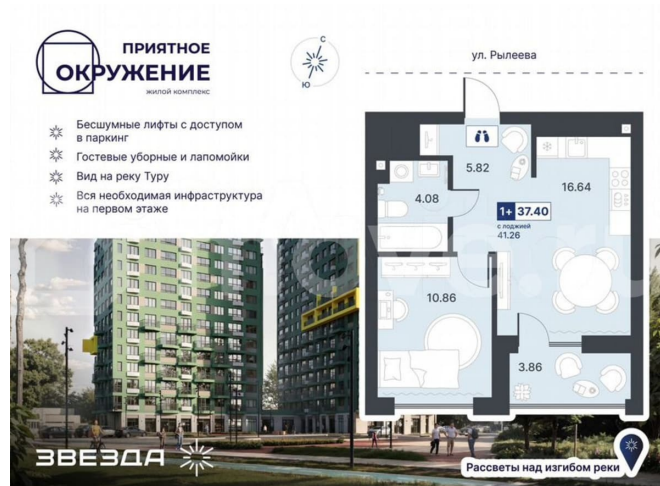 ПРИЯТНОЕ
ОКРУЖЕНИЕ
жилой комплекс
С
Ю
ул. Рылеева
Бесшумные лифты с доступом
в паркинг
Гостевые уборные и лапомойки
Вид на реку Туру
Вся необходимая инфраструктура
на первом этаже
5.82
16.64
4.08
1+ 37.40
с лоджией
41.26
10.86
3.86
ЗВЕЗДА
Рассветы над изгибом реки